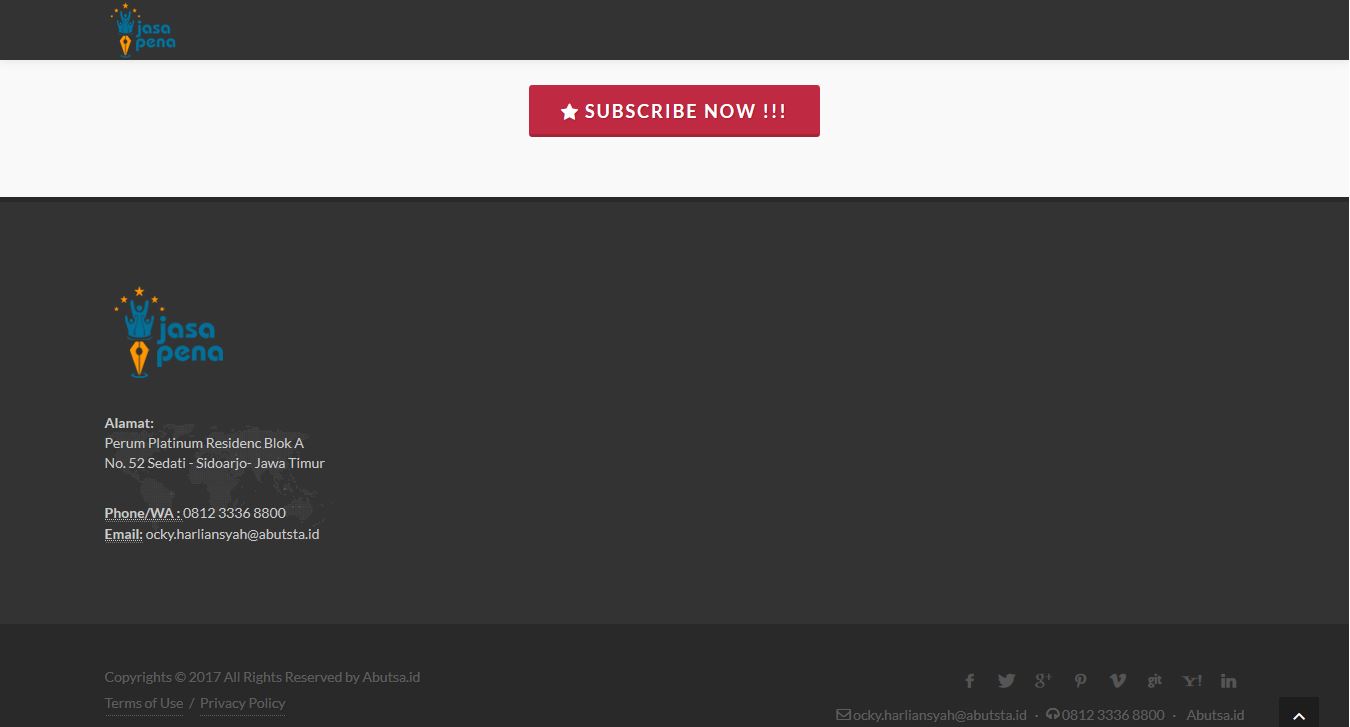 jasa
pena
SUBSCRIBE NOW !!!
jasa
pena
Alamat:
Perum Platinum Residenc Blok A
No. 52 Sedati - Sidoarjo- Jawa Timur
Phone/WA : 0812 3336 8800
Email: ocky.harliansyah@abutsta.id
Copyrights © 2017 All Rights Reserved by Abutsa.id
Terms of Use / Privacy Policy
git
ocky.harliansyah@abutsta.id · 0812 3336 8800 · Abutsa.id